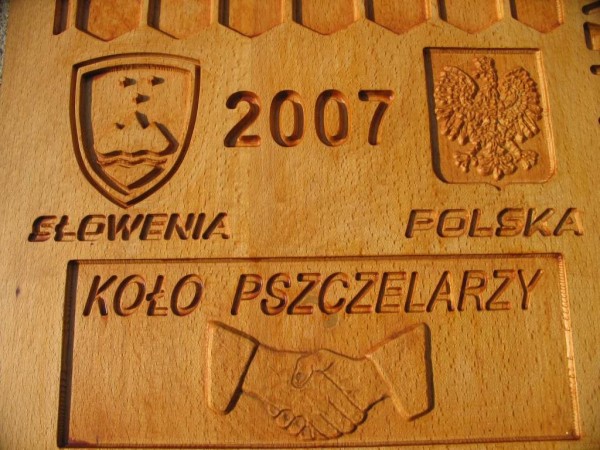 2007
SŁOWENIA POLSKA
KOŁO PSZCZELARZY